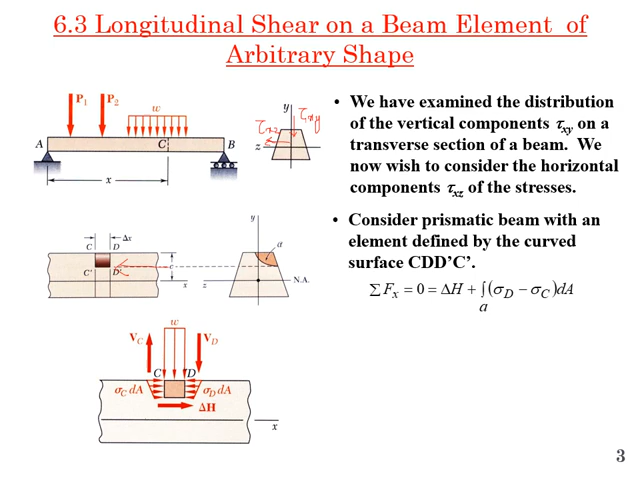 6.3 Longitudinal Shear on a Beam Element of
Arbitrary Shape
P1
P2
w
A
C
B
x
y
z
τxy
τxz
• We have examined the distribution
of the vertical components τxy on a
transverse section of a beam. We
now wish to consider the horizontal
components τxz of the stresses.
• Consider prismatic beam with an
element defined by the curved
surface CDD’C’.
∑ Fx = 0 = ΔH + ∫(σD − σC)dA
a
Δx
C D
C' D'
c
x
y
a
z
N.A.
w
VC
VD
C D
σC dA
σD dA
ΔH
x
3